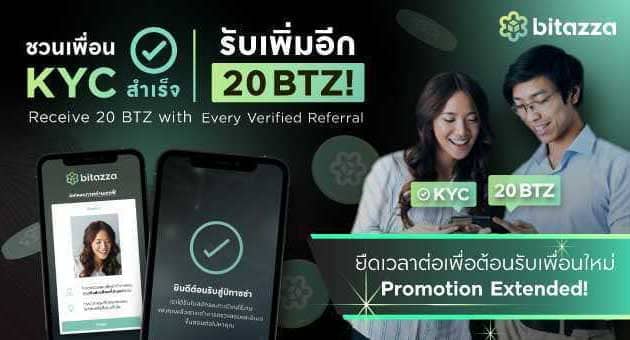 bitazza
ชวนเพื่อน
KYC สำเร็จ
รับเพิ่มอีก
20 BTZ!
Receive 20 BTZ with Every Verified Referral
bitazza
ยินดีต้อนรับสู่บิทาซซ่า
KYC
20 BTZ
ยืดเวลาต่อเพื่อต้อนรับเพื่อนใหม่
Promotion Extended!